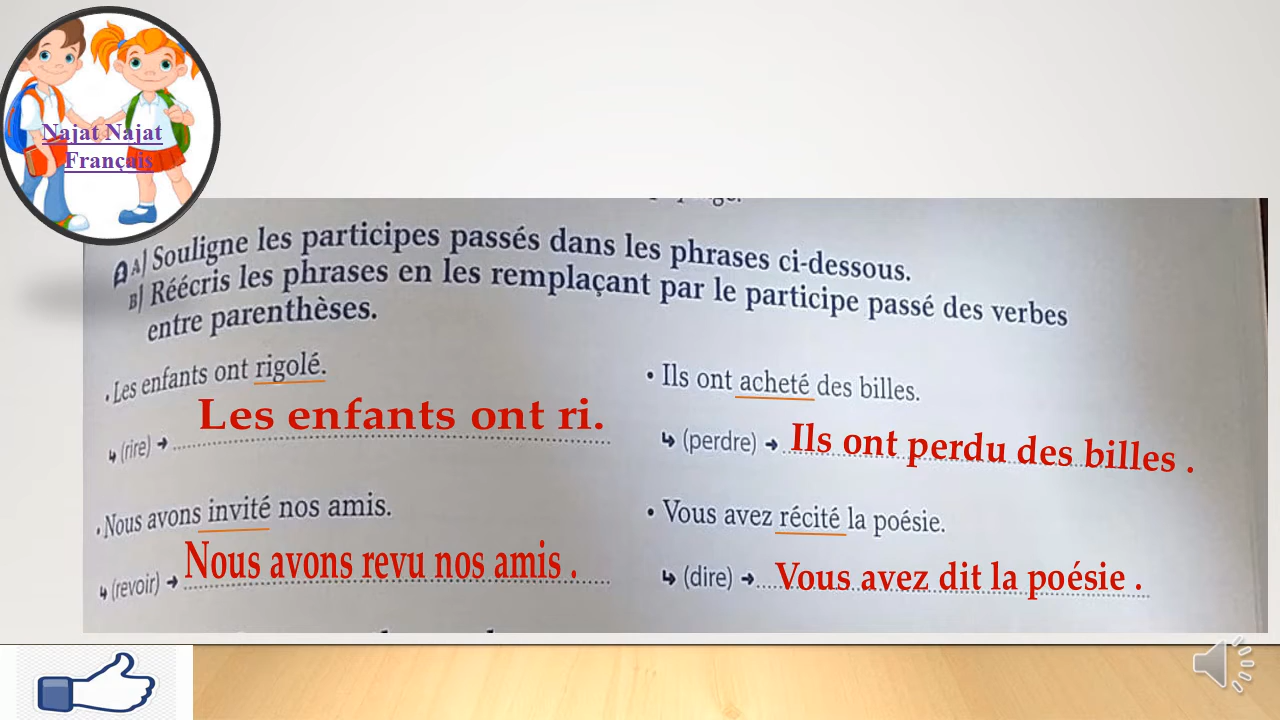 Najat Najat
Français
A) Souligne les participes passés dans les phrases ci-dessous.
B) Réécris les phrases en les remplaçant par le participe passé des verbes
entre parenthèses.
• Les enfants ont rigolé.
Les enfants ont ri.
↳ (rire) ➜
• Nous avons invité nos amis.
Nous avons revu nos amis .
↳ (revoir) ➜
• Ils ont acheté des billes.
↳ (perdre) ➜ Ils ont perdu des billes .
• Vous avez récité la poésie.
↳ (dire) ➜ Vous avez dit la poésie .